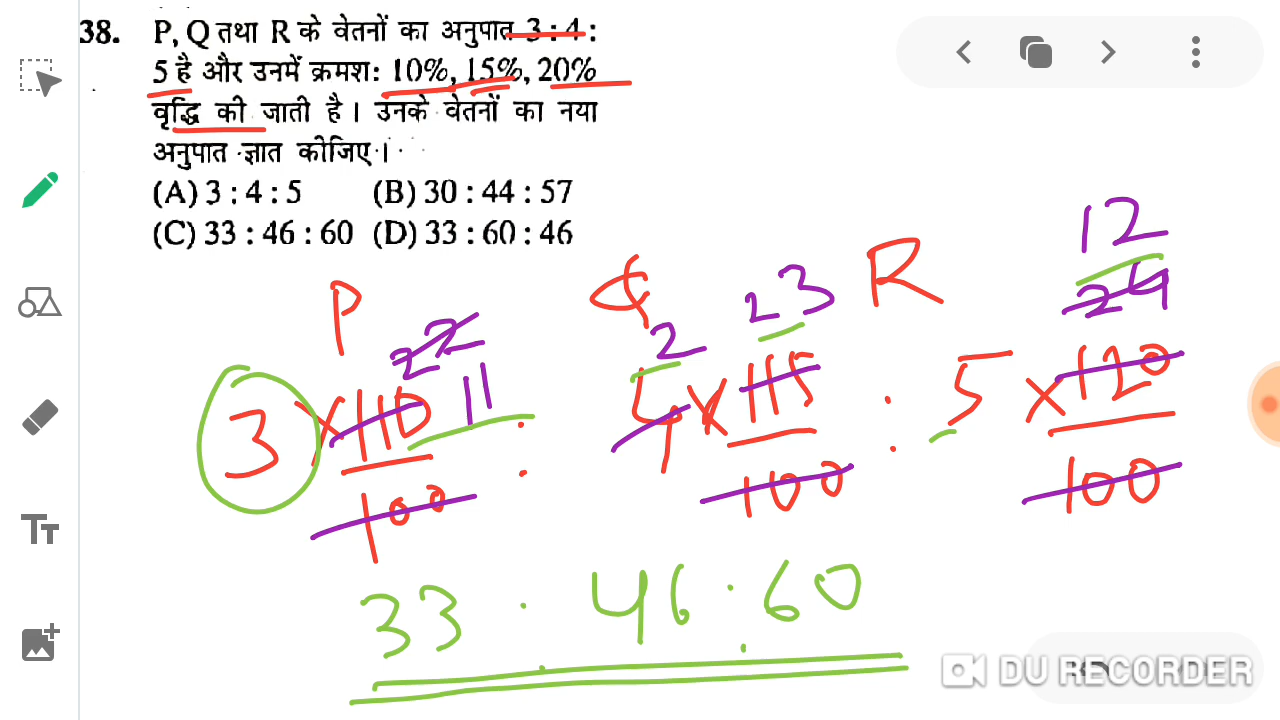 38. P, Q तथा R के वेतनों का अनुपात 3 : 4 :
5 है और उनमें क्रमश: 10%, 15%, 20%
वृद्धि की जाती है। उनके वेतनों का नया
अनुपात ज्ञात कीजिए।
(A) 3 : 4 : 5 (B) 30 : 44 : 57
(C) 33 : 46 : 60 (D) 33 : 60 : 46
P Q R
22 2 23 24 12
3 × 110 11 : 4 × 115 : 5 × 120
100 100 100
33 : 46 : 60
Tт
DU RECORDER